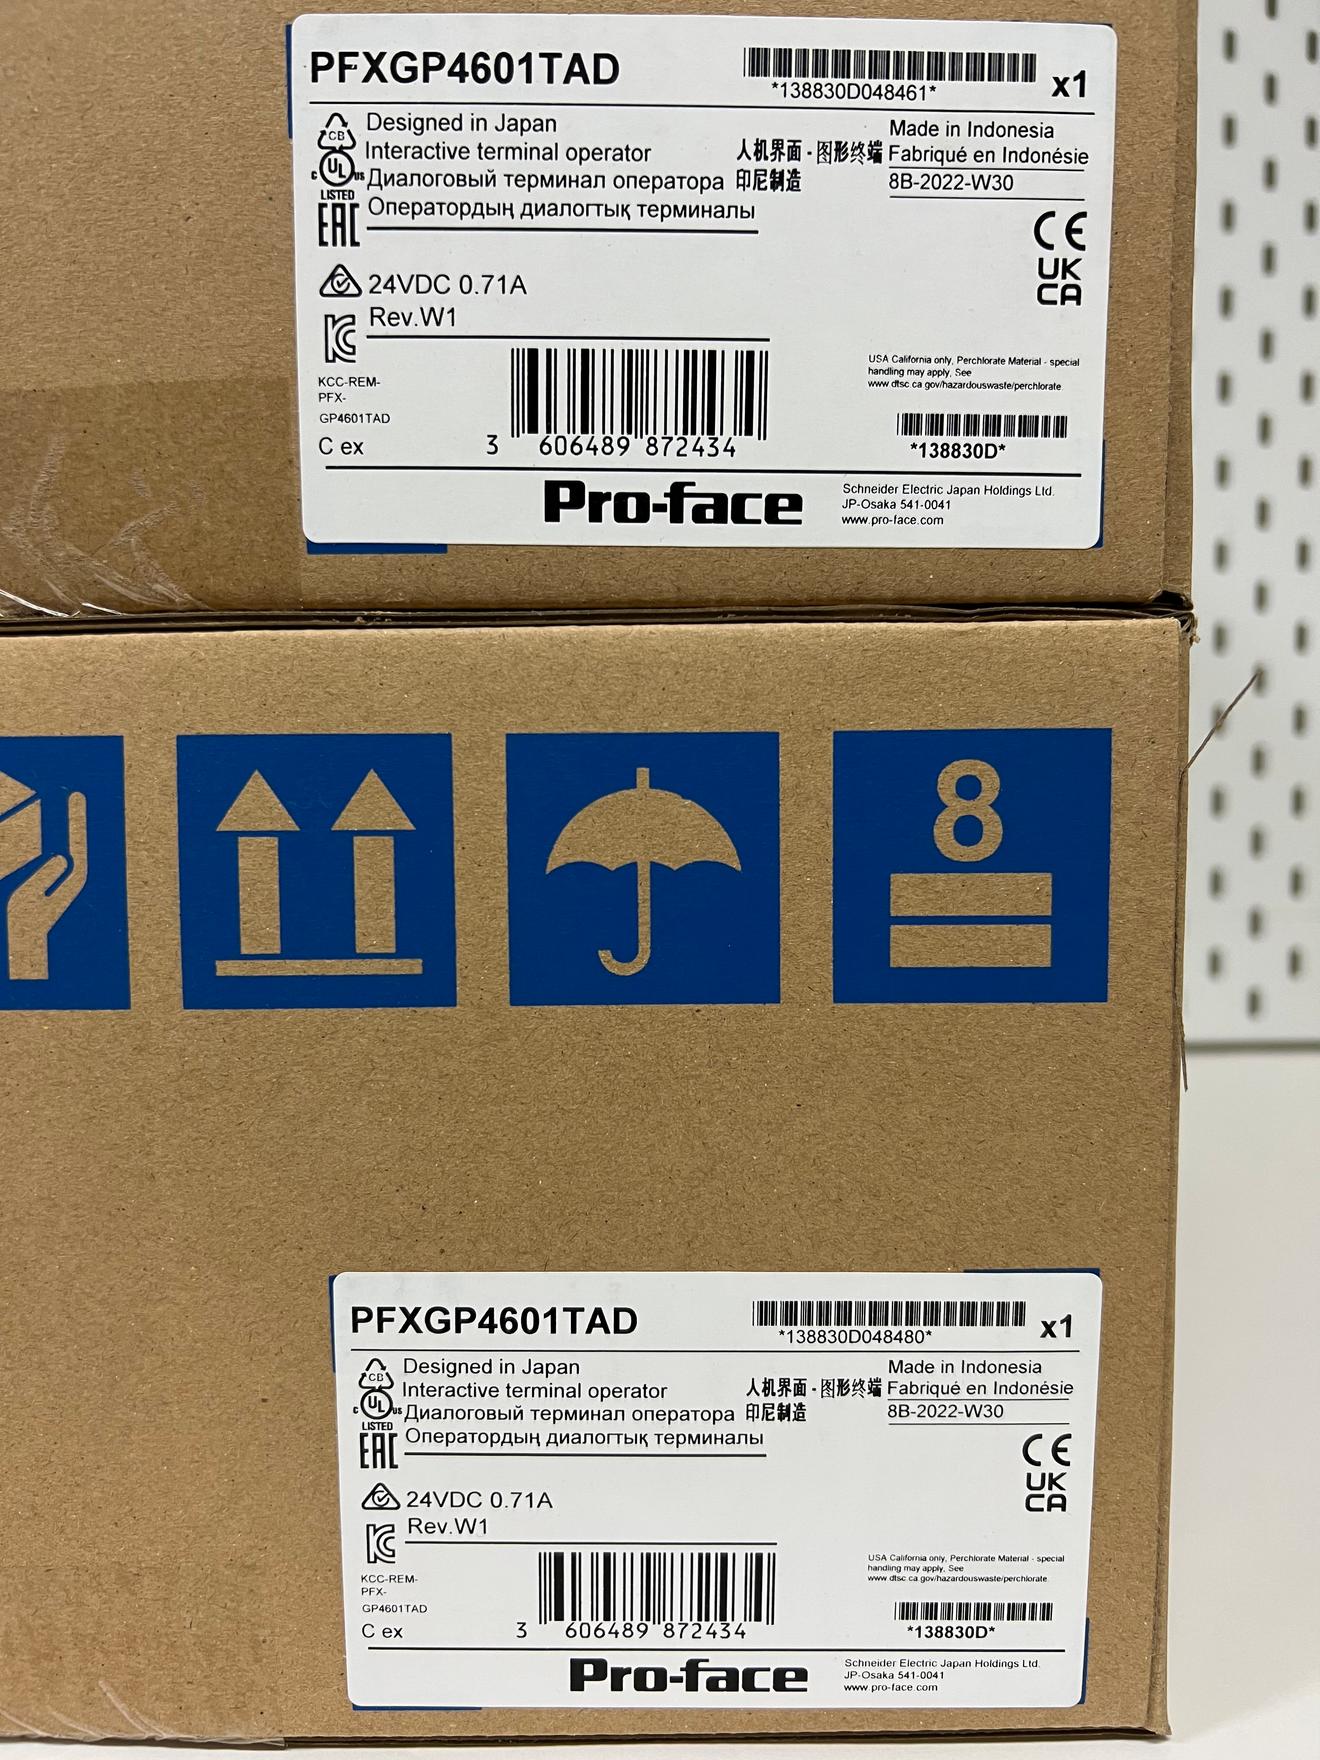 PFXGP4601TAD
*138830D048461*
x1
CB
Designed in Japan
Made in Indonesia
Interactive terminal operator
人机界面 - 图形终端
Fabriqué en Indonésie
C UL US
LISTED
Диалоговый терминал оператора
印尼制造
8B-2022-W30
EAC
Оператордың диалогтық терминалы
CE
UK
CA
24VDC 0.71A
Rev.W1
KCC-REM-
PFX-
GP4601TAD
C ex
3 606489 872434
USA California only, Perchlorate Material - special
handling may apply, See
www.dtsc.ca.gov/hazardouswaste/perchlorate
*138830D*
Pro-face
Schneider Electric Japan Holdings Ltd.
JP-Osaka 541-0041
www.pro-face.com
8
PFXGP4601TAD
*138830D048480*
x1
CB
Designed in Japan
Made in Indonesia
Interactive terminal operator
人机界面 - 图形终端
Fabriqué en Indonésie
C UL US
LISTED
Диалоговый терминал оператора
印尼制造
8B-2022-W30
EAC
Оператордың диалогтық терминалы
CE
UK
CA
24VDC 0.71A
Rev.W1
KCC-REM-
PFX-
GP4601TAD
C ex
3 606489 872434
USA California only, Perchlorate Material - special
handling may apply, See
www.dtsc.ca.gov/hazardouswaste/perchlorate
*138830D*
Pro-face
Schneider Electric Japan Holdings Ltd.
JP-Osaka 541-0041
www.pro-face.com